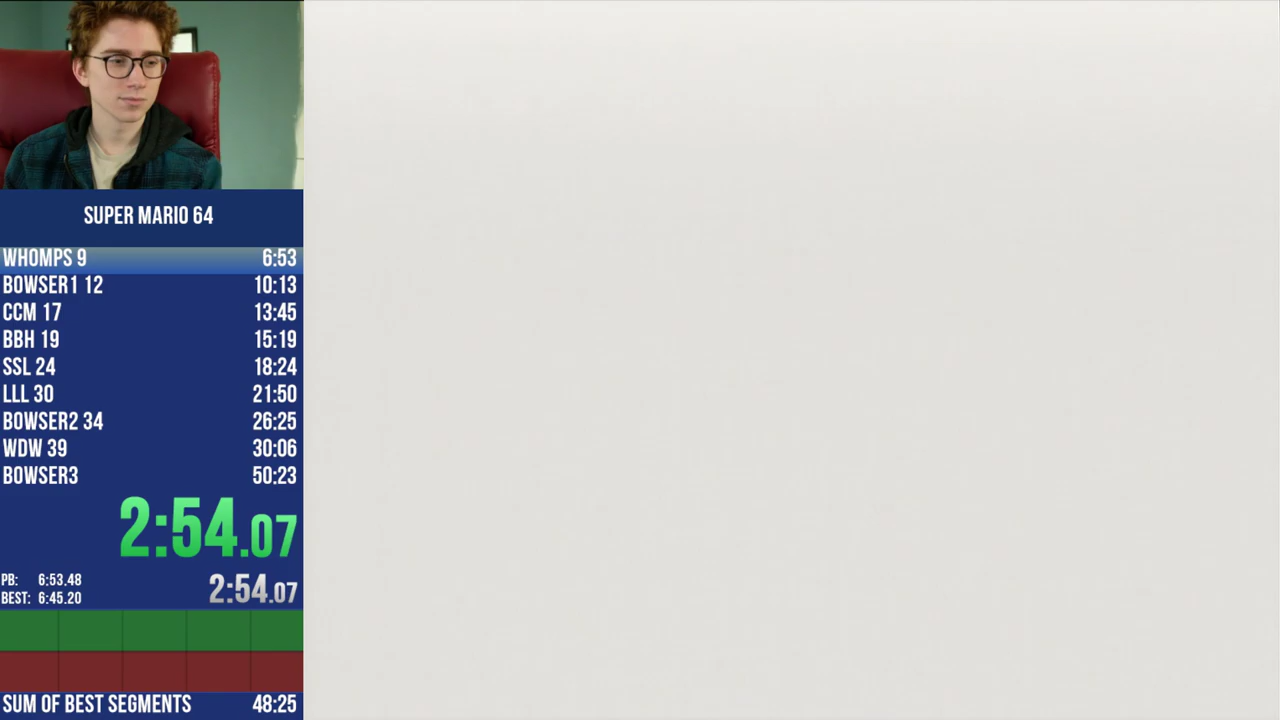 SUPER MARIO 64
WHOMPS 9 6:53
BOWSER1 12 10:13
CCM 17 13:45
BBH 19 15:19
SSL 24 18:24
LLL 30 21:50
BOWSER2 34 26:25
WDW 39 30:06
BOWSER3 50:23
2:54.07
PB: 6:53.48
BEST: 6:45.20
2:54.07
SUM OF BEST SEGMENTS 48:25